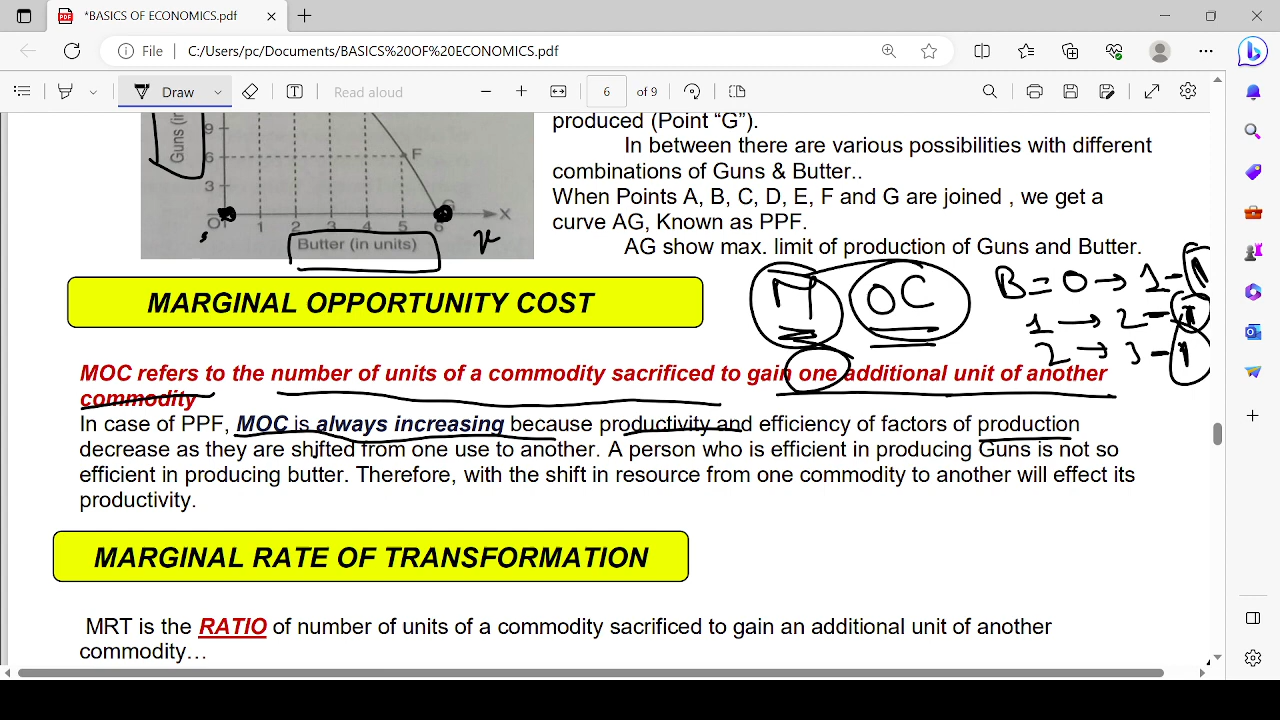 *BASICS OF ECONOMICS.pdf
File C:/Users/pc/Documents/BASICS%20OF%20ECONOMICS.pdf
Draw Read aloud 6 of 9
produced (Point “G”).
In between there are various possibilities with different
combinations of Guns & Butter..
When Points A, B, C, D, E, F and G are joined , we get a
curve AG, Known as PPF.
AG show max. limit of production of Guns and Butter.
Guns (in
9
6
3
F
G
X
O
1 2 3 4 5 6
Butter (in units)
MARGINAL OPPORTUNITY COST
M OC
B = 0 → 1 - 1
1 → 2 - 1
2 → 3 - 1
MOC refers to the number of units of a commodity sacrificed to gain one additional unit of another
commodity
In case of PPF, MOC is always increasing because productivity and efficiency of factors of production
decrease as they are shifted from one use to another. A person who is efficient in producing Guns is not so
efficient in producing butter. Therefore, with the shift in resource from one commodity to another will effect its
productivity.
MARGINAL RATE OF TRANSFORMATION
MRT is the RATIO of number of units of a commodity sacrificed to gain an additional unit of another
commodity…